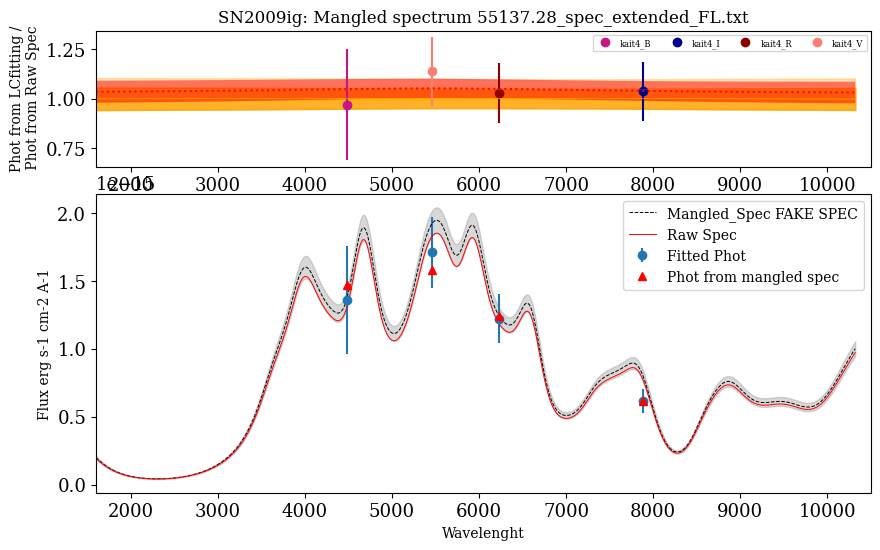 SN2009ig: Mangled spectrum 55137.28_spec_extended_FL.txt
Phot from LCfitting /
Phot from Raw Spec
1.25
1.00
0.75
kait4_B kait4_I kait4_R kait4_V
2000 3000 4000 5000 6000 7000 8000 9000 10000
1e−15
Flux erg s-1 cm-2 A-1
2.0
1.5
1.0
0.5
0.0
Mangled_Spec FAKE SPEC
Raw Spec
Fitted Phot
Phot from mangled spec
2000 3000 4000 5000 6000 7000 8000 9000 10000
Wavelenght